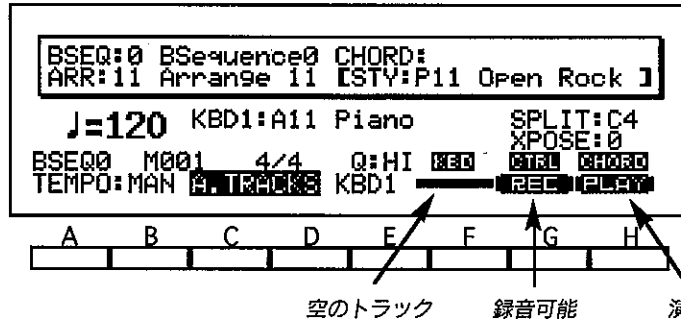 BSEQ:0 BSequence0 CHORD:
ARR:11 Arrange 11 [STY:P11 Open Rock ]
♩=120 KBD1:A11 Piano SPLIT:C4
XPOSE:0
BSEQ0 M001 4/4 Q:HI KBD CTRL CHORD
TEMPO:MAN A.TRACKS KBD1 REC PLAY
A B C D E F G H
空のトラック 録音可能 演